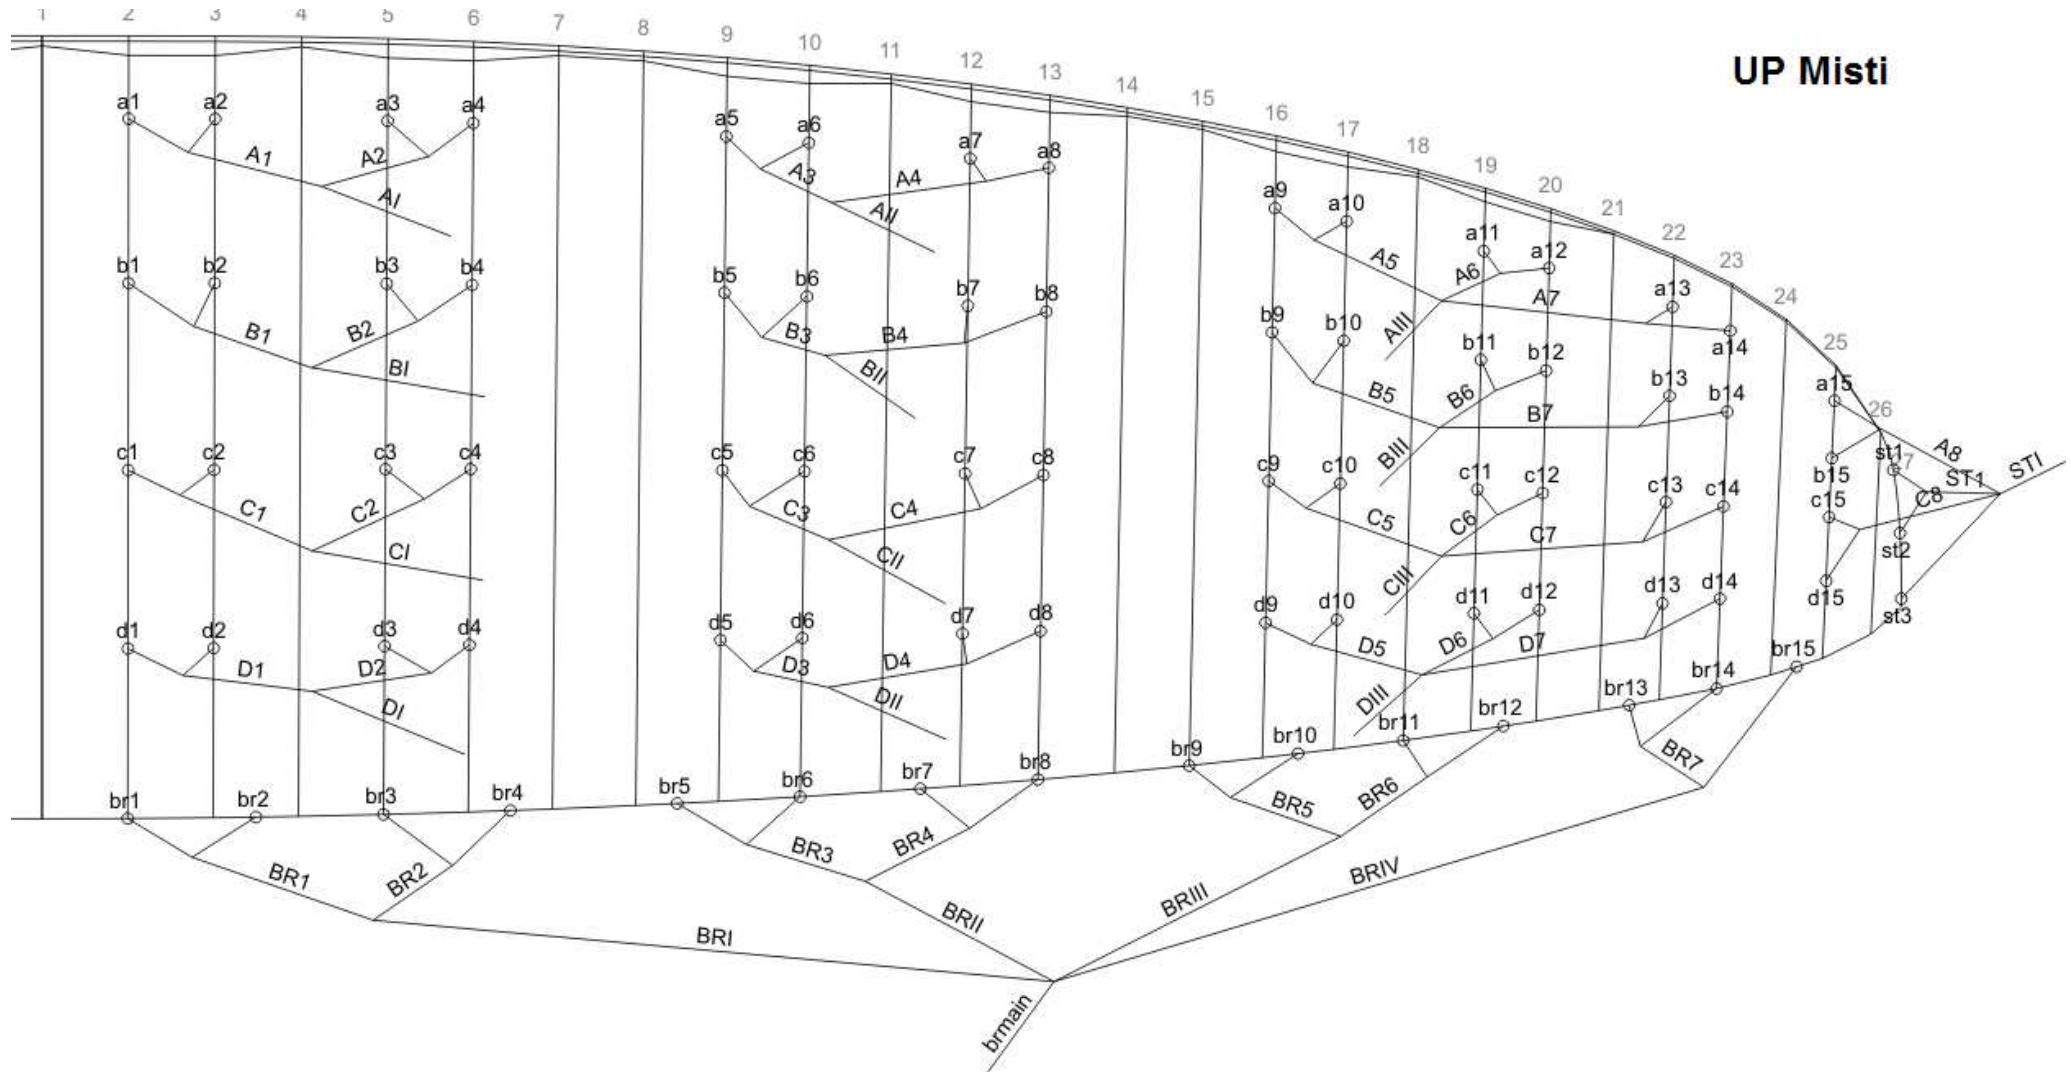 1 2 3 4 5 6 7 8 9 10 11 12 13 14 15 16 17 18 19 20 21 22 23 24 25 26 7
UP Misti
a1 a2 a3 a4 a5 a6 a7 a8 a9 a10 a11 a12 a13 a14 a15
A1 A2 A3 A4 A5 A6 A7 A8
AI AII AIII
b1 b2 b3 b4 b5 b6 b7 b8 b9 b10 b11 b12 b13 b14 b15
B1 B2 B3 B4 B5 B6 B7
BI BII BIII
c1 c2 c3 c4 c5 c6 c7 c8 c9 c10 c11 c12 c13 c14 c15
C1 C2 C3 C4 C5 C6 C7 C8
CI CII CIII
st1 st2 st3 ST1 STI
d1 d2 d3 d4 d5 d6 d7 d8 d9 d10 d11 d12 d13 d14 d15
D1 D2 D3 D4 D5 D6 D7
DI DII DIII
br1 br2 br3 br4 br5 br6 br7 br8 br9 br10 br11 br12 br13 br14 br15
BR1 BR2 BR3 BR4 BR5 BR6 BR7
BRI BRII BRIII BRIV
brmain